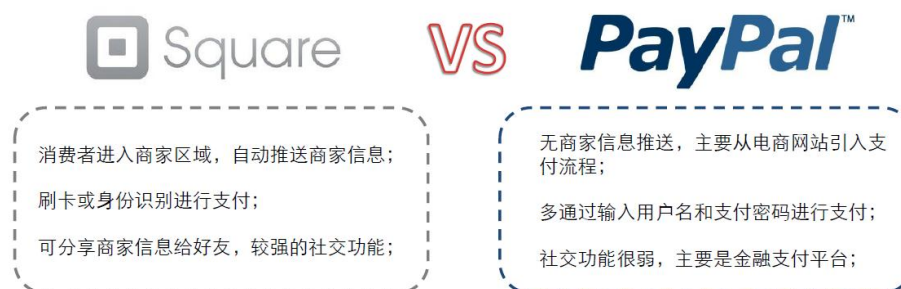 Square
VS
PayPal™
消费者进入商家区域，自动推送商家信息；
刷卡或身份识别进行支付；
可分享商家信息给好友，较强的社交功能；
无商家信息推送，主要从电商网站引入支
付流程；
多通过输入用户名和支付密码进行支付；
社交功能很弱，主要是金融支付平台；